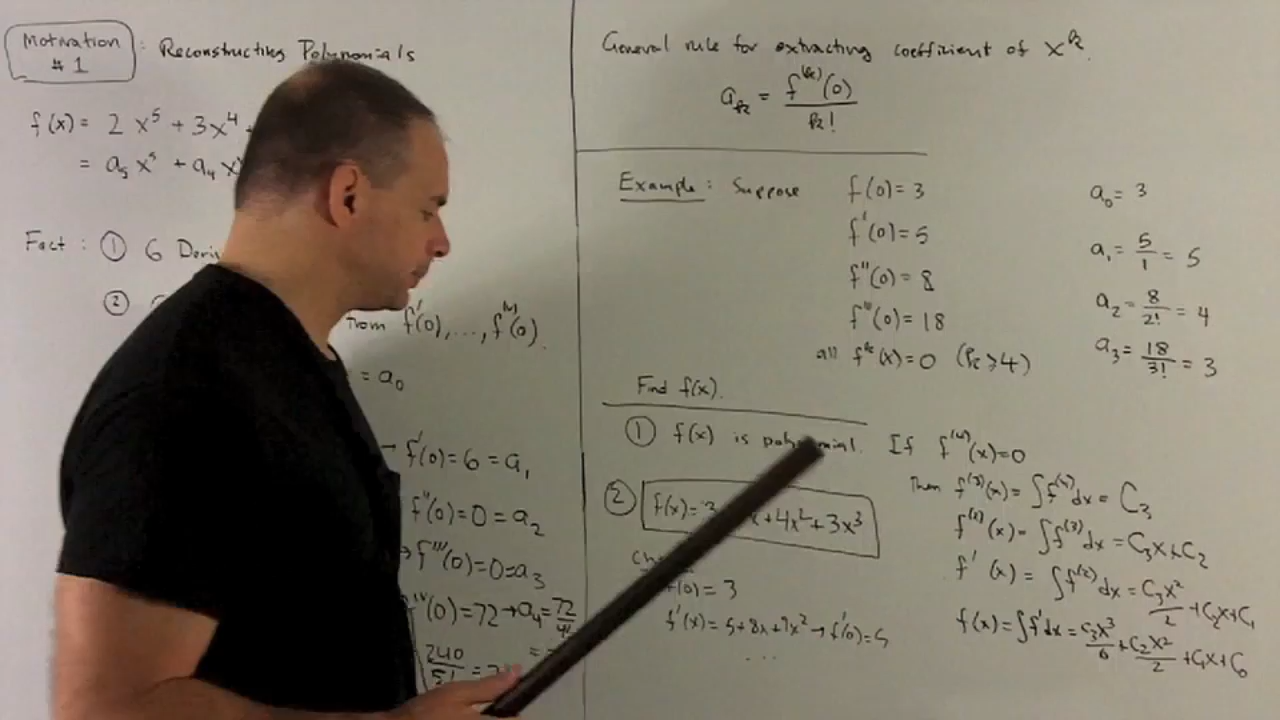 Motivation # 1 : Reconstructing Polynomials
f(x) = 2x⁵ + 3x⁴ +
= a₅x⁵ + a₄x
Fact : ① 6 Deri
②
from f'(0),...,f⁽ⁿ⁾(0).
= a₀
→ f'(0)=6=a₁
f''(0)=0=a₂
→ f'''(0)=0=a₃
f⁗(0)=72→a₄=72/4!
240/5! =
General rule for extracting coefficient of xᵏ.
aₖ = f⁽ᵏ⁾(0)/k!
Example: Suppose f(0)=3
f'(0)=5
f''(0)=8
f'''(0)=18
all fᵏ(x)=0 (k≥4)
a₀=3
a₁=5/1=5
a₂=8/2!=4
a₃=18/3!=3
Find f(x).
① f(x) is polynomial. If f⁽⁴⁾(x)=0
Then f⁽³⁾(x)=∫f⁽⁴⁾dx=C₃
f⁽²⁾(x)=∫f⁽³⁾dx=C₃x+C₂
f'(x)=∫f⁽²⁾dx=C₃x²/2+C₂x+C₁
f(x)=∫f'dx=C₃x³/6+C₂x²/2+C₁x+C₀
② f(x)= x+4x²+3x³
(0)=3
f'(x)=5+8x+9x²→f'(0)=5
...